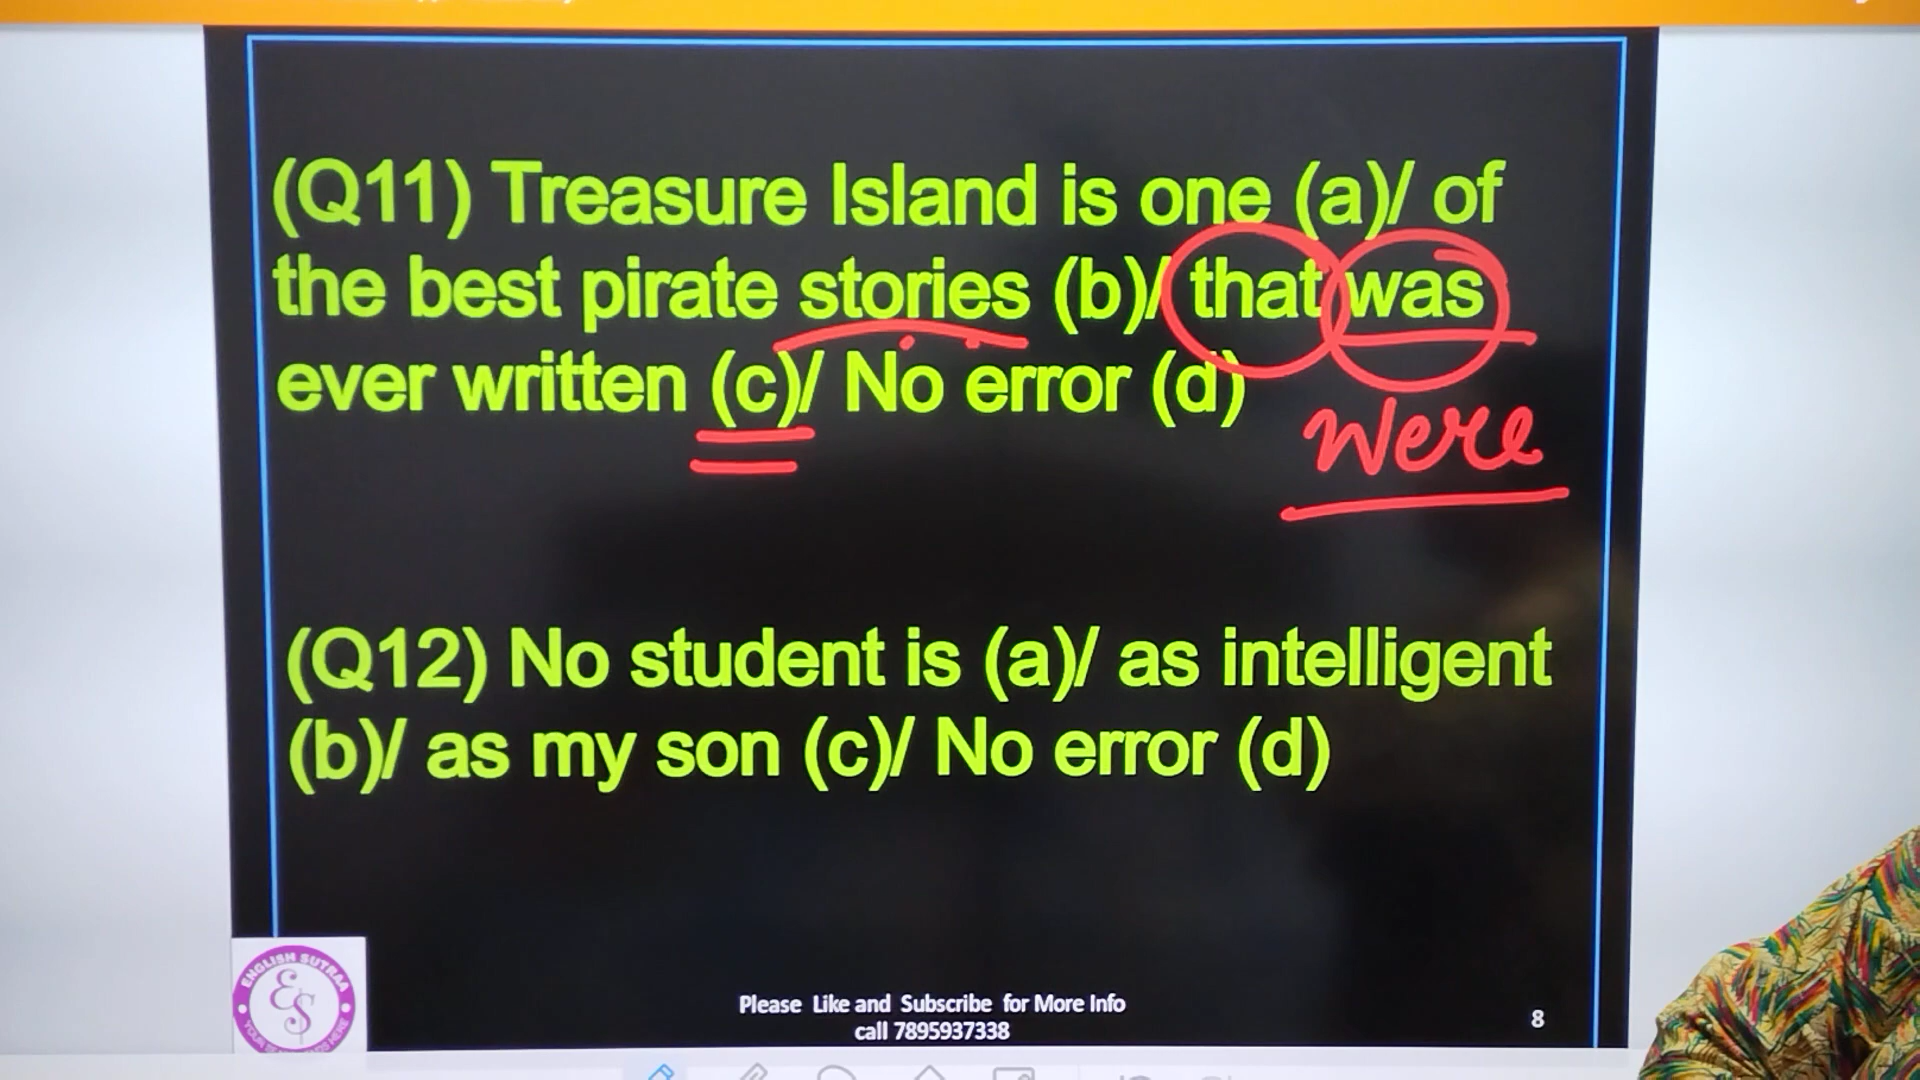 (Q11) Treasure Island is one (a)/ of
the best pirate stories (b)/ that was
ever written (c)/ No error (d)
were
(Q12) No student is (a)/ as intelligent
(b)/ as my son (c)/ No error (d)
ENGLISH SUTRAA
ES
Please Like and Subscribe for More Info
call 7895937338
8